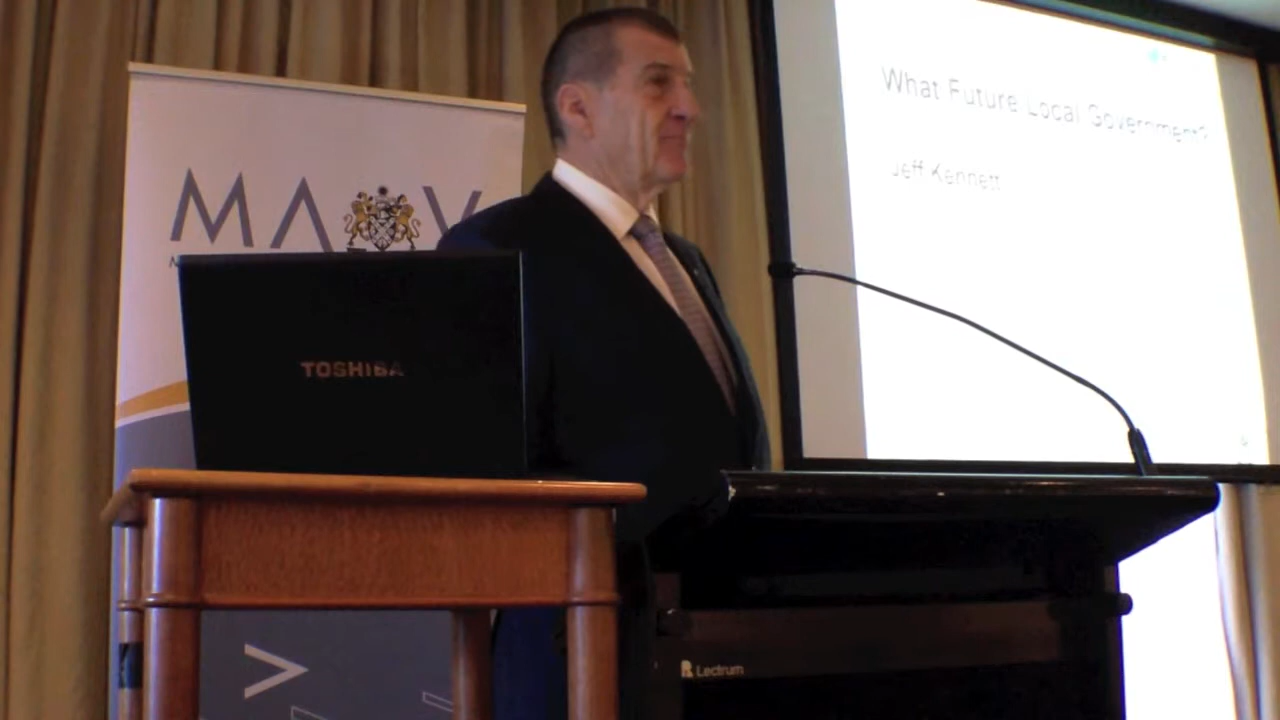 What Future Local Government?
Jeff Kennett
MAV
TOSHIBA
Lectrum